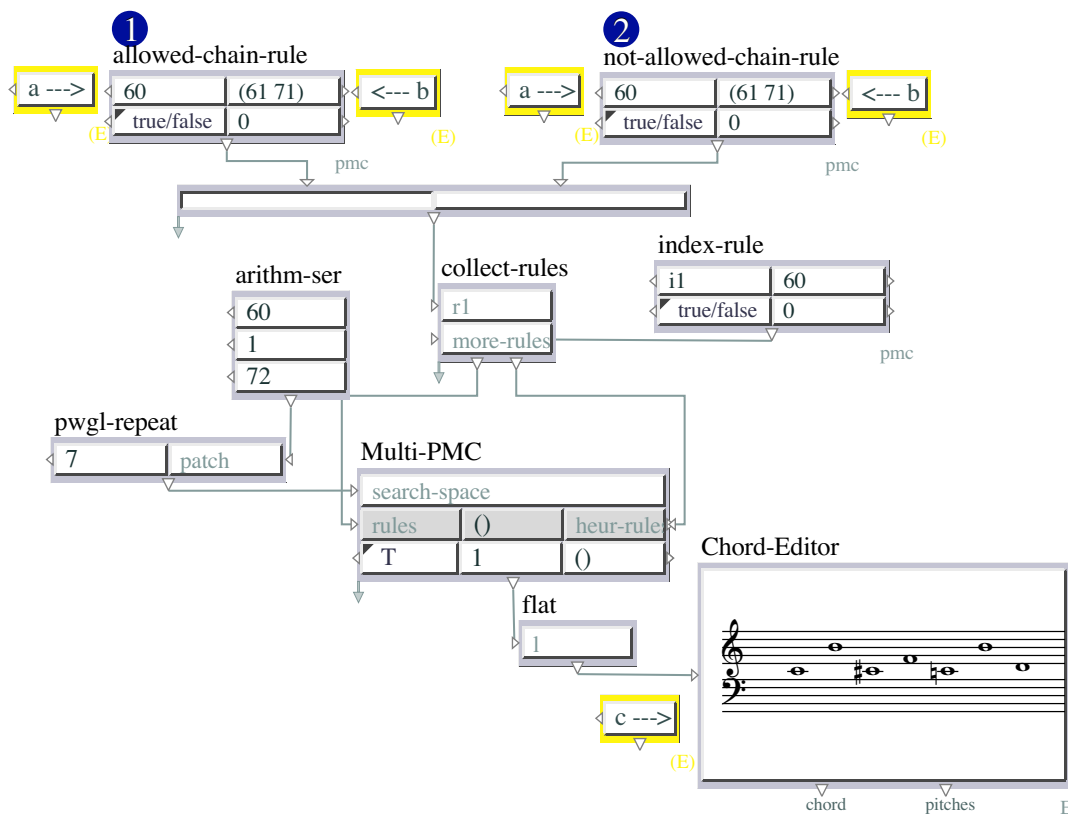 1
2
allowed-chain-rule
not-allowed-chain-rule
a --->
60
(61 71)
<--- b
a --->
60
(61 71)
<--- b
true/false
0
true/false
0
(E)
(E)
(E)
(E)
pmc
pmc
index-rule
collect-rules
arithm-ser
i1
60
r1
60
true/false
0
1
more-rules
pmc
72
pwgl-repeat
7
patch
Multi-PMC
search-space
rules
()
heur-rules
T
1
()
Chord-Editor
flat
l
c --->
(E)
chord
pitches
E